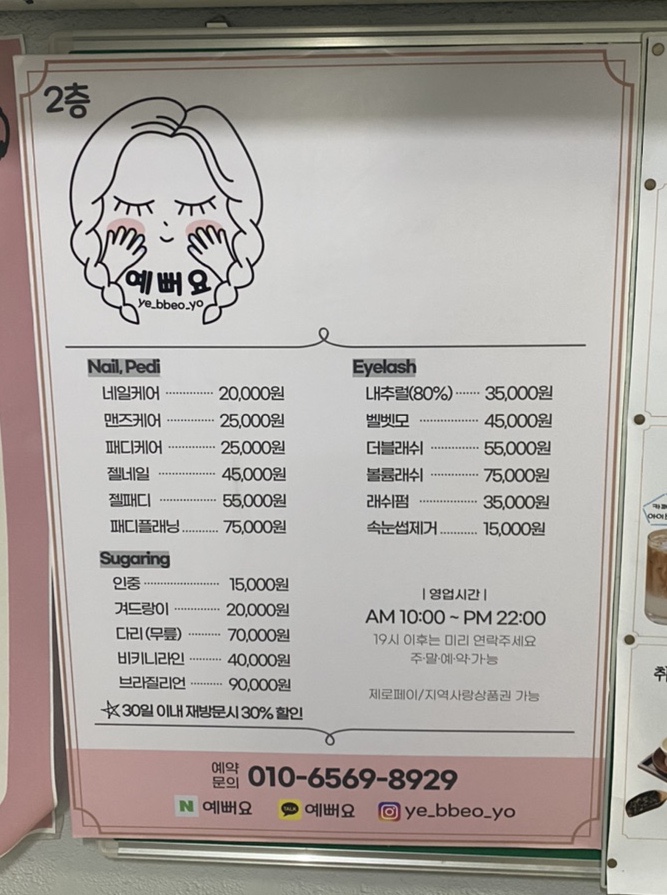 2층
예뻐요
ye_bbeo_yo
Nail, Pedi
네일케어 ············ 20,000원
맨즈케어 ············ 25,000원
패디케어 ············ 25,000원
젤네일 ············ 45,000원
젤패디 ············ 55,000원
패디플래닝 ......... 75,000원
Sugaring
인중 ·················· 15,000원
겨드랑이 ············ 20,000원
다리(무릎) ········· 70,000원
비키니라인 ········· 40,000원
브라질리언 ········· 90,000원
☆30일 이내 재방문시 30% 할인
Eyelash
내추럴(80%) ······ 35,000원
벨벳모 ·············· 45,000원
더블래쉬 ············ 55,000원
볼륨래쉬 ············ 75,000원
래쉬펌 ·············· 35,000원
속눈썹제거 .......... 15,000원
| 영업시간 |
AM 10:00 ~ PM 22:00
19시 이후는 미리 연락주세요
주·말·예·약·가능
제로페이/지역사랑상품권 가능
예약
문의 010-6569-8929
N 예뻐요 TALK 예뻐요 ye_bbeo_yo